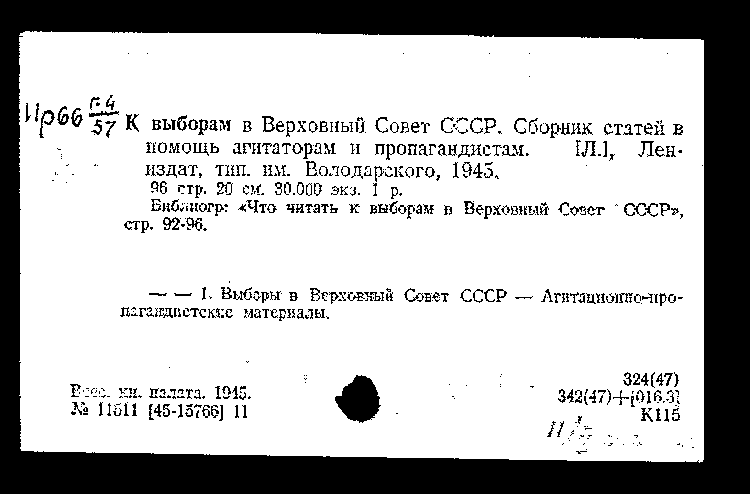 Ир66 Г-4
57
К выборам в Верховный Совет СССР. Сборник статей в
помощь агитаторам и пропагандистам. [Л.], Лен-
издат, тип. им. Володарского, 1945.
96 стр. 20 см. 30.000 экз. 1 р.
Библиогр: «Что читать к выборам в Верховный Совет СССР»,
стр. 92-96.
— — 1. Выборы в Верховный Совет СССР — Агитационно-про-
пагандистские материалы.
324(47)
Всес. кн. палата. 1945.
342(47)+[016.3]
№ 11511 [45-15766] 11
К115